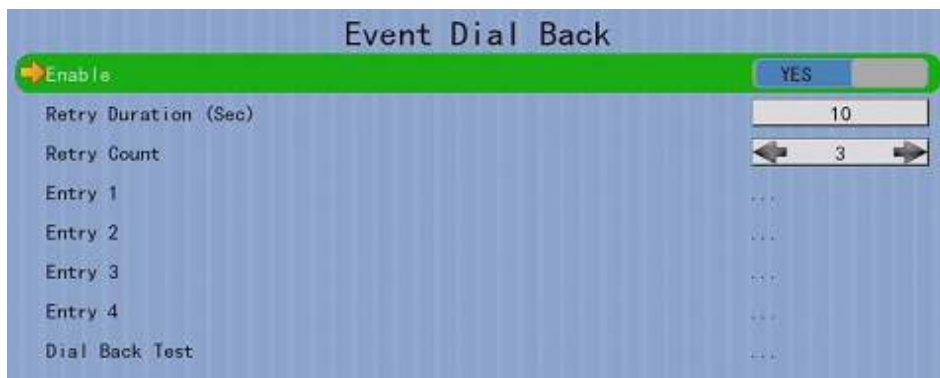 Event Dial Back
Enable YES
Retry Duration (Sec) 10
Retry Count 3
Entry 1 ...
Entry 2 ...
Entry 3 ...
Entry 4 ...
Dial Back Test ...